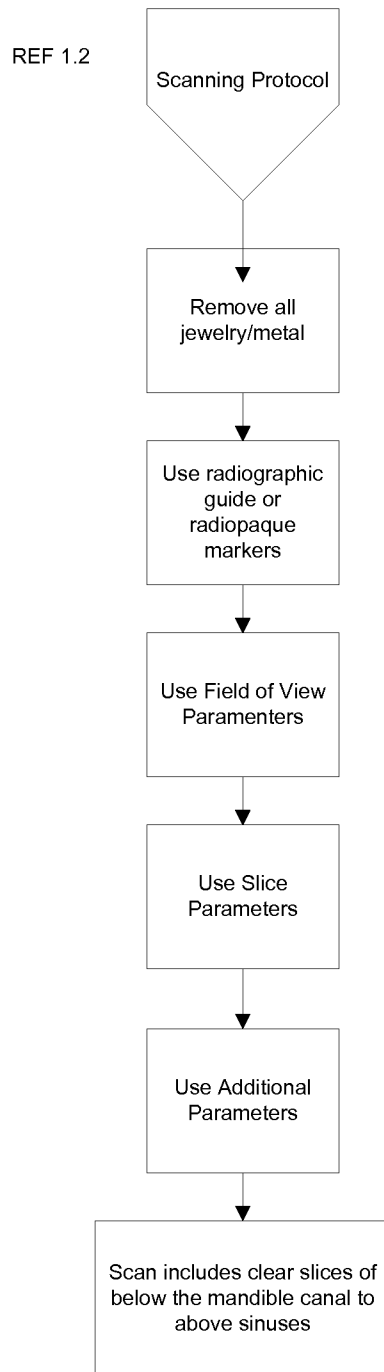 REF 1.2
Scanning Protocol
Remove all
jewelry/metal
Use radiographic
guide or
radiopaque
markers
Use Field of View
Paramenters
Use Slice
Parameters
Use Additional
Parameters
Scan includes clear slices of
below the mandible canal to
above sinuses